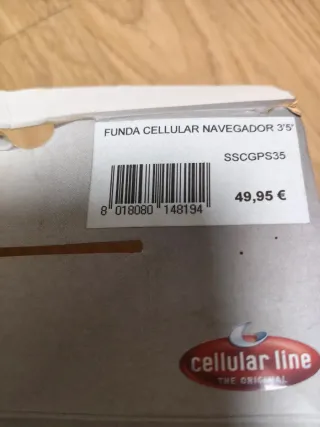 FUNDA CELLULAR NAVEGADOR 3'5'
SSCGPS35
8 018080 148194
49,95 €
cellular line
THE ORIGINAL